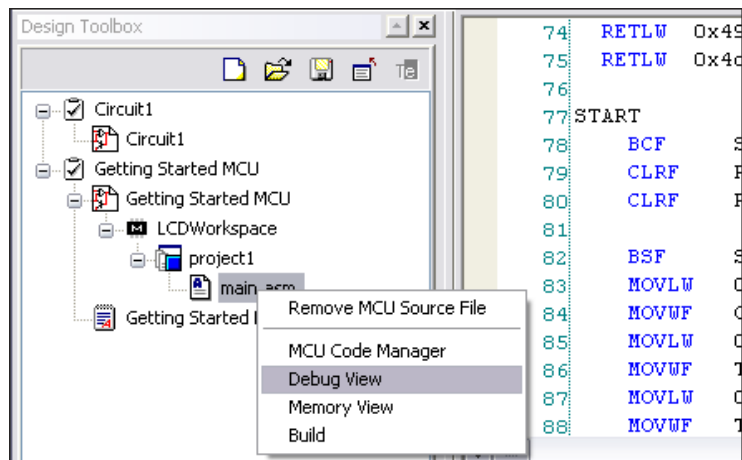 Design Toolbox
Circuit1
Circuit1
Getting Started MCU
Getting Started MCU
LCDWorkspace
project1
main.asm
Getting Started
Remove MCU Source File
MCU Code Manager
Debug View
Memory View
Build
74 RETLW 0x49
75 RETLW
76
77 START
78 BCF
79 CLRF
80 CLRF
81
82 BSF
83 MOVLW
84 MOVWF
85 MOVLW
86 MOVWF
87 MOVLW
88 MOVWF